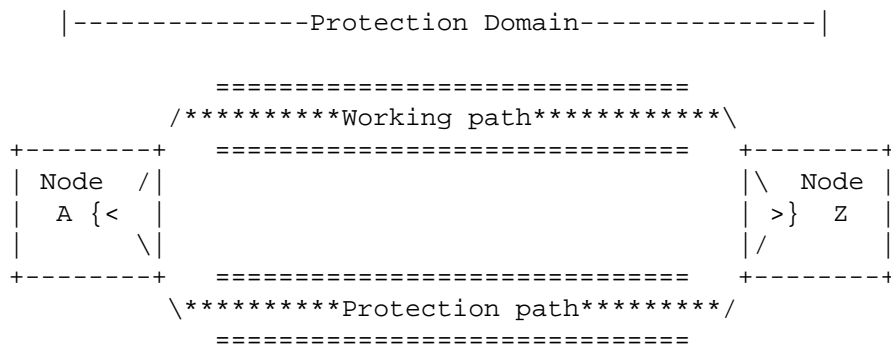 |---------------Protection Domain---------------|
==============================
/**********Working path************\
+--------+ ============================== +--------+
| Node /| |\ Node |
| A {< | | >} Z |
| \| |/ |
+--------+ ============================== +--------+
\**********Protection path*********/
==============================